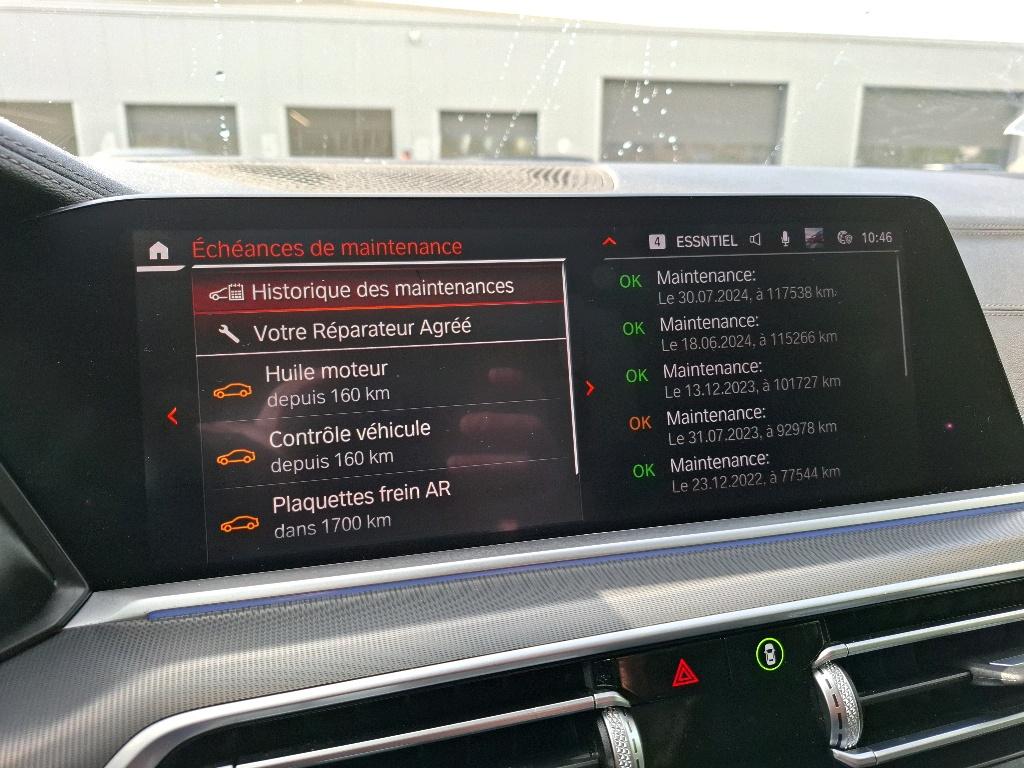 Échéances de maintenance
4 ESSNTIEL 10:46
Historique des maintenances
Votre Réparateur Agréé
Huile moteur
depuis 160 km
Contrôle véhicule
depuis 160 km
Plaquettes frein AR
dans 1700 km
OK Maintenance:
Le 30.07.2024, à 117538 km
OK Maintenance:
Le 18.06.2024, à 115266 km
OK Maintenance:
Le 13.12.2023, à 101727 km
OK Maintenance:
Le 31.07.2023, à 92978 km
OK Maintenance:
Le 23.12.2022, à 77544 km